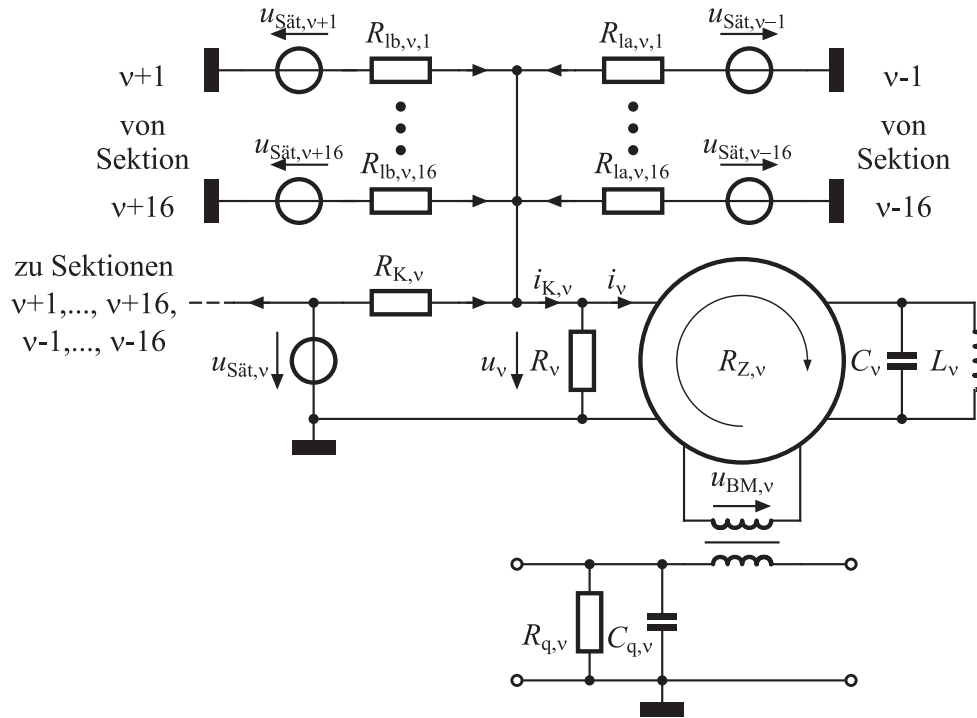 u_Sät,ν+1
u_Sät,ν−1
R_lb,ν,1
R_la,ν,1
ν+1
ν-1
von
Sektion
von
Sektion
u_Sät,ν+16
u_Sät,ν−16
R_lb,ν,16
R_la,ν,16
ν+16
ν-16
zu Sektionen
ν+1,..., ν+16,
ν-1,..., ν-16
R_K,ν
i_K,ν
i_ν
u_Sät,ν
u_ν
R_ν
R_Z,ν
C_ν
L_ν
u_BM,ν
R_q,ν
C_q,ν